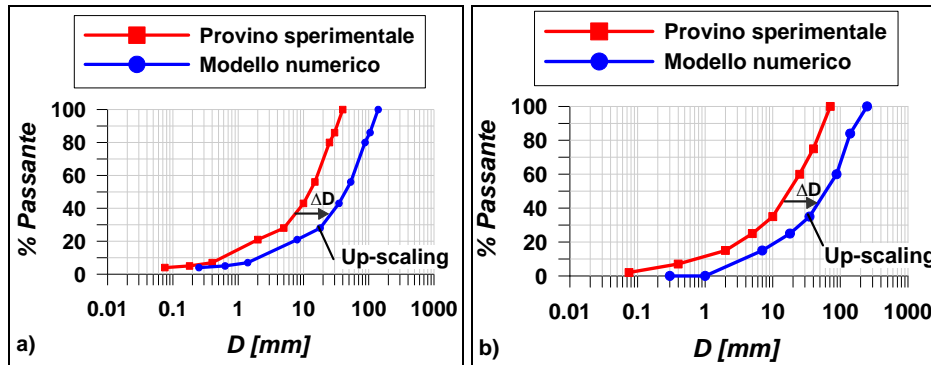 Provino sperimentale
Modello numerico
100
80
60
40
20
0
% Passante
ΔD
Up-scaling
0.01 0.1 1 10 100 1000
D [mm]
a)
Provino sperimentale
Modello numerico
100
80
60
40
20
0
% Passante
ΔD
Up-scaling
0.01 0.1 1 10 100 1000
D [mm]
b)